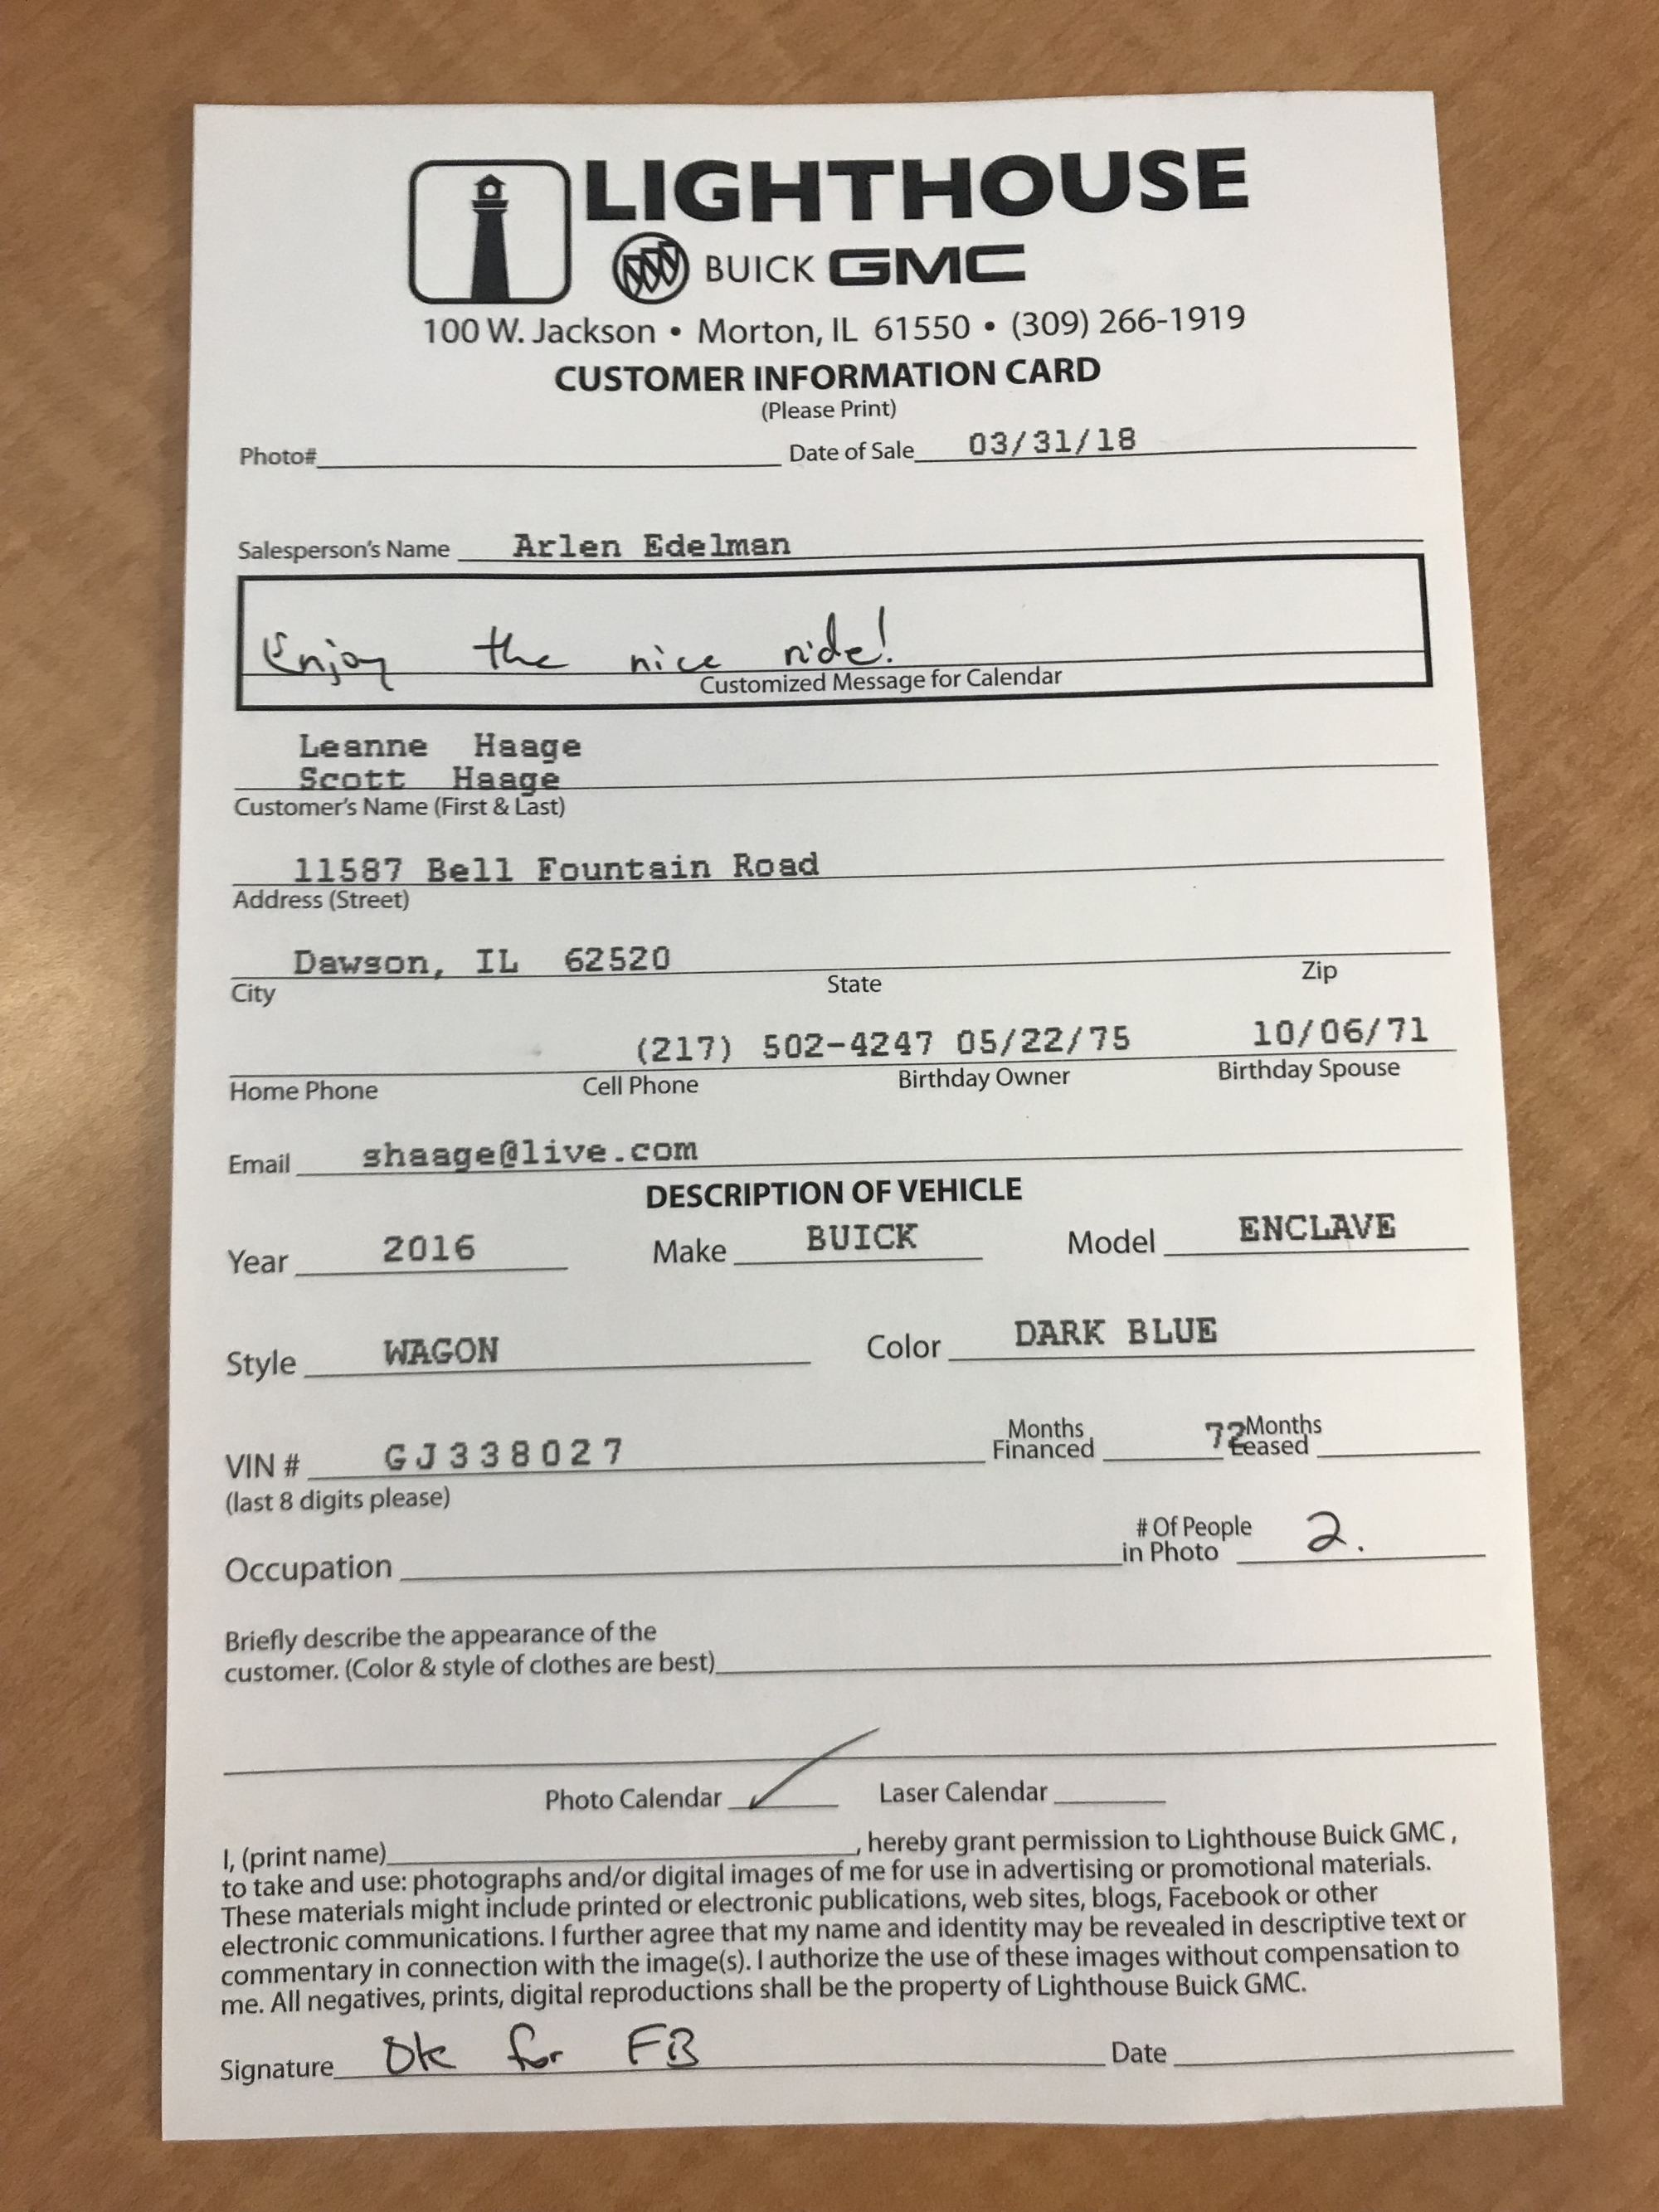 LIGHTHOUSE
BUICK GMC
100 W. Jackson • Morton, IL 61550 • (309) 266-1919
CUSTOMER INFORMATION CARD
(Please Print)
Photo# Date of Sale 03/31/18
Salesperson's Name Arlen Edelman
Enjoy the nice ride!
Customized Message for Calendar
Leanne Haage
Scott Haage
Customer's Name (First & Last)
11587 Bell Fountain Road
Address (Street)
Dawson, IL 62520
City State Zip
(217) 502-4247 05/22/75 10/06/71
Home Phone Cell Phone Birthday Owner Birthday Spouse
Email shaage@live.com
DESCRIPTION OF VEHICLE
Year 2016 Make BUICK Model ENCLAVE
Style WAGON Color DARK BLUE
VIN # GJ338027 Months Financed 72 Months Leased
(last 8 digits please)
Occupation # Of People in Photo 2.
Briefly describe the appearance of the
customer. (Color & style of clothes are best)
Photo Calendar Laser Calendar
I, (print name) , hereby grant permission to Lighthouse Buick GMC ,
to take and use: photographs and/or digital images of me for use in advertising or promotional materials.
These materials might include printed or electronic publications, web sites, blogs, Facebook or other
electronic communications. I further agree that my name and identity may be revealed in descriptive text or
commentary in connection with the image(s). I authorize the use of these images without compensation to
me. All negatives, prints, digital reproductions shall be the property of Lighthouse Buick GMC.
Signature Ok for FB Date